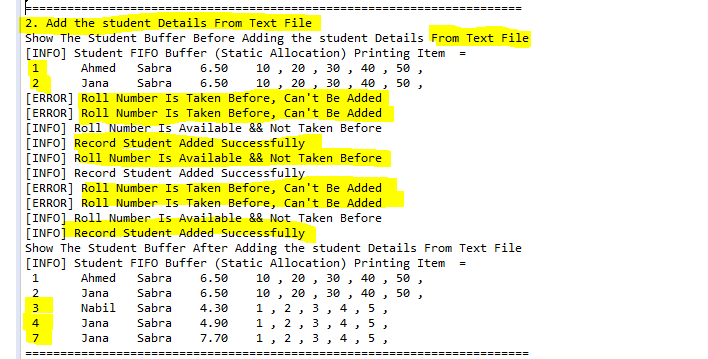 ===========================================================================
2. Add the student Details From Text File
Show The Student Buffer Before Adding the student Details From Text File
[INFO] Student FIFO Buffer (Static Allocation) Printing Item  =
1      Ahmed   Sabra    6.50    10 , 20 , 30 , 40 , 50 ,
2      Jana    Sabra    6.50    10 , 20 , 30 , 40 , 50 ,
[ERROR] Roll Number Is Taken Before, Can't Be Added
[ERROR] Roll Number Is Taken Before, Can't Be Added
[INFO] Roll Number Is Available && Not Taken Before
[INFO] Record Student Added Successfully
[INFO] Roll Number Is Available && Not Taken Before
[INFO] Record Student Added Successfully
[ERROR] Roll Number Is Taken Before, Can't Be Added
[ERROR] Roll Number Is Taken Before, Can't Be Added
[INFO] Roll Number Is Available && Not Taken Before
[INFO] Record Student Added Successfully
Show The Student Buffer After Adding the student Details From Text File
[INFO] Student FIFO Buffer (Static Allocation) Printing Item  =
1      Ahmed   Sabra    6.50    10 , 20 , 30 , 40 , 50 ,
2      Jana    Sabra    6.50    10 , 20 , 30 , 40 , 50 ,
3      Nabil   Sabra    4.30    1 , 2 , 3 , 4 , 5 ,
4      Jana    Sabra    4.90    1 , 2 , 3 , 4 , 5 ,
7      Jana    Sabra    7.70    1 , 2 , 3 , 4 , 5 ,
===========================================================================